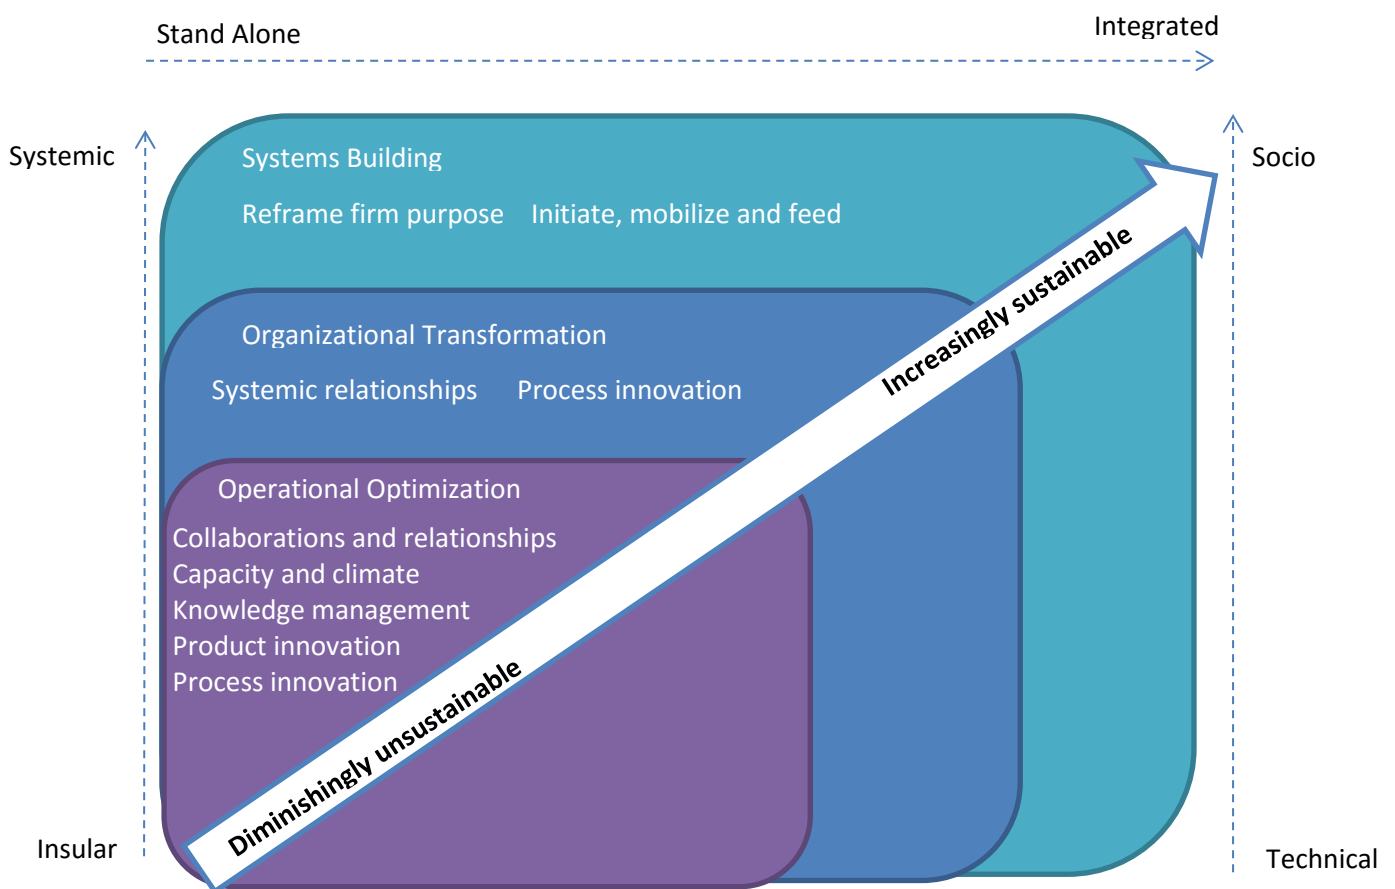 Stand Alone
Integrated
Systemic
Socio
Systems Building
Reframe firm purpose
Initiate, mobilize and feed
Organizational Transformation
Systemic relationships
Process innovation
Increasingly sustainable
Operational Optimization
Collaborations and relationships
Capacity and climate
Knowledge management
Product innovation
Process innovation
Diminishingly unsustainable
Insular
Technical